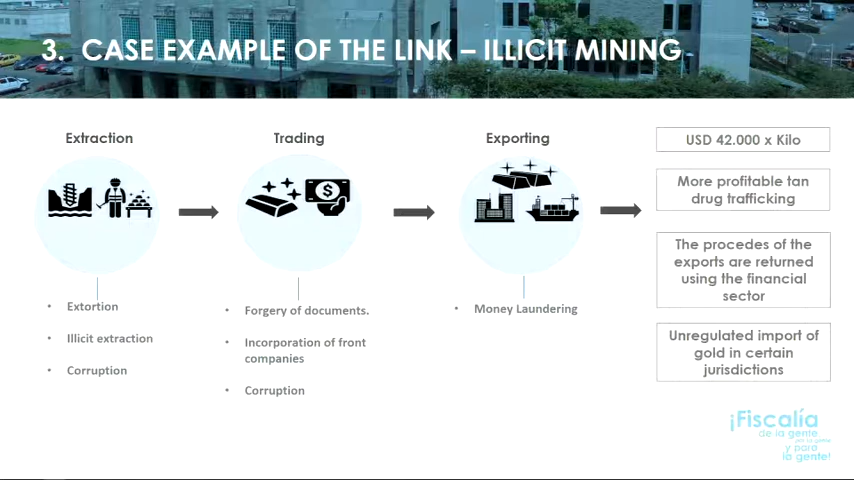 3. CASE EXAMPLE OF THE LINK – ILLICIT MINING
Extraction
Trading
Exporting
$
• Extortion
• Illicit extraction
• Corruption
• Forgery of documents.
• Incorporation of front
companies
• Corruption
• Money Laundering
USD 42.000 x Kilo
More profitable tan
drug trafficking
The procedes of the
exports are returned
using the financial
sector
Unregulated import of
gold in certain
jurisdictions
¡Fiscalía
de la gente
por la gente
y para
la gente!